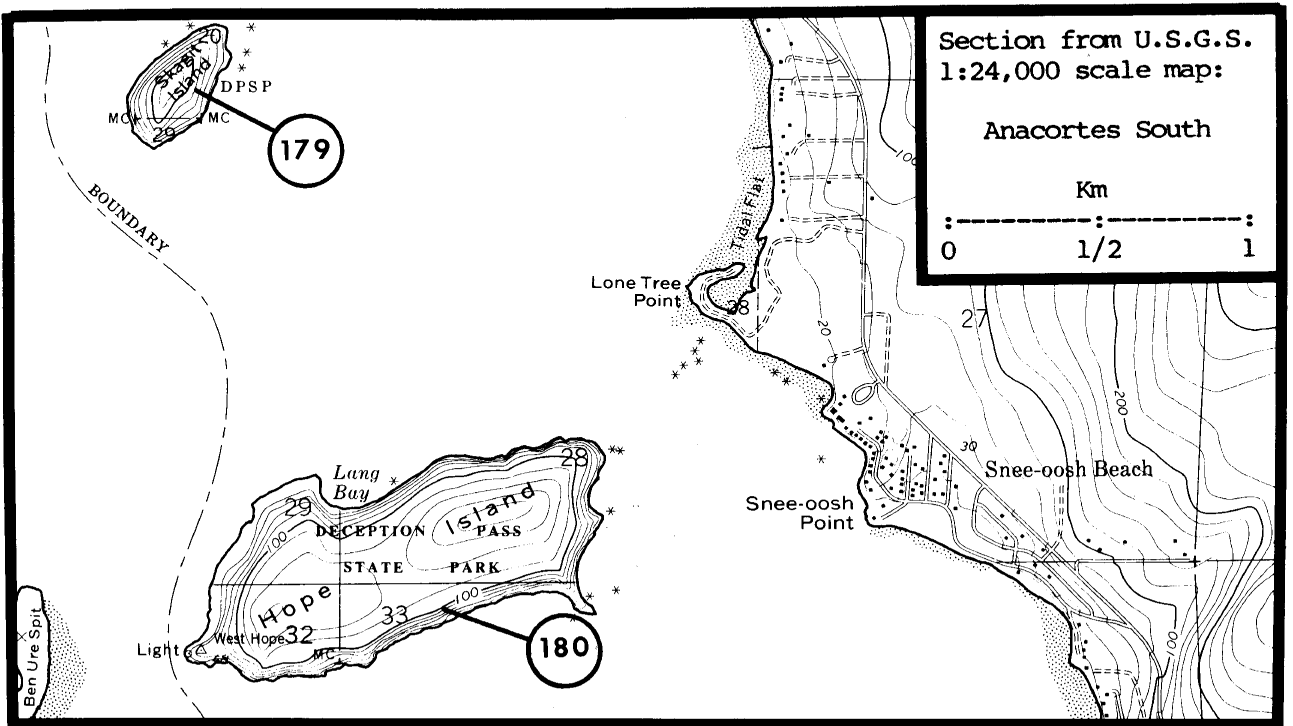 Section from U.S.G.S.
1:24,000 scale map:
Anacortes South
Km
0 1/2 1
Skagit
Island
20
DPSP
MC
MC
29
179
BOUNDARY
100
Tidal Flat
Lone Tree
Point
28
20
27
200
30
Snee-oosh Beach
Snee-oosh
Point
100
Lang
Bay
28
29
100
Island
DECEPTION PASS
STATE PARK
Hope
100
33
32
West Hope
Light
MC
180
Ben Ure Spit